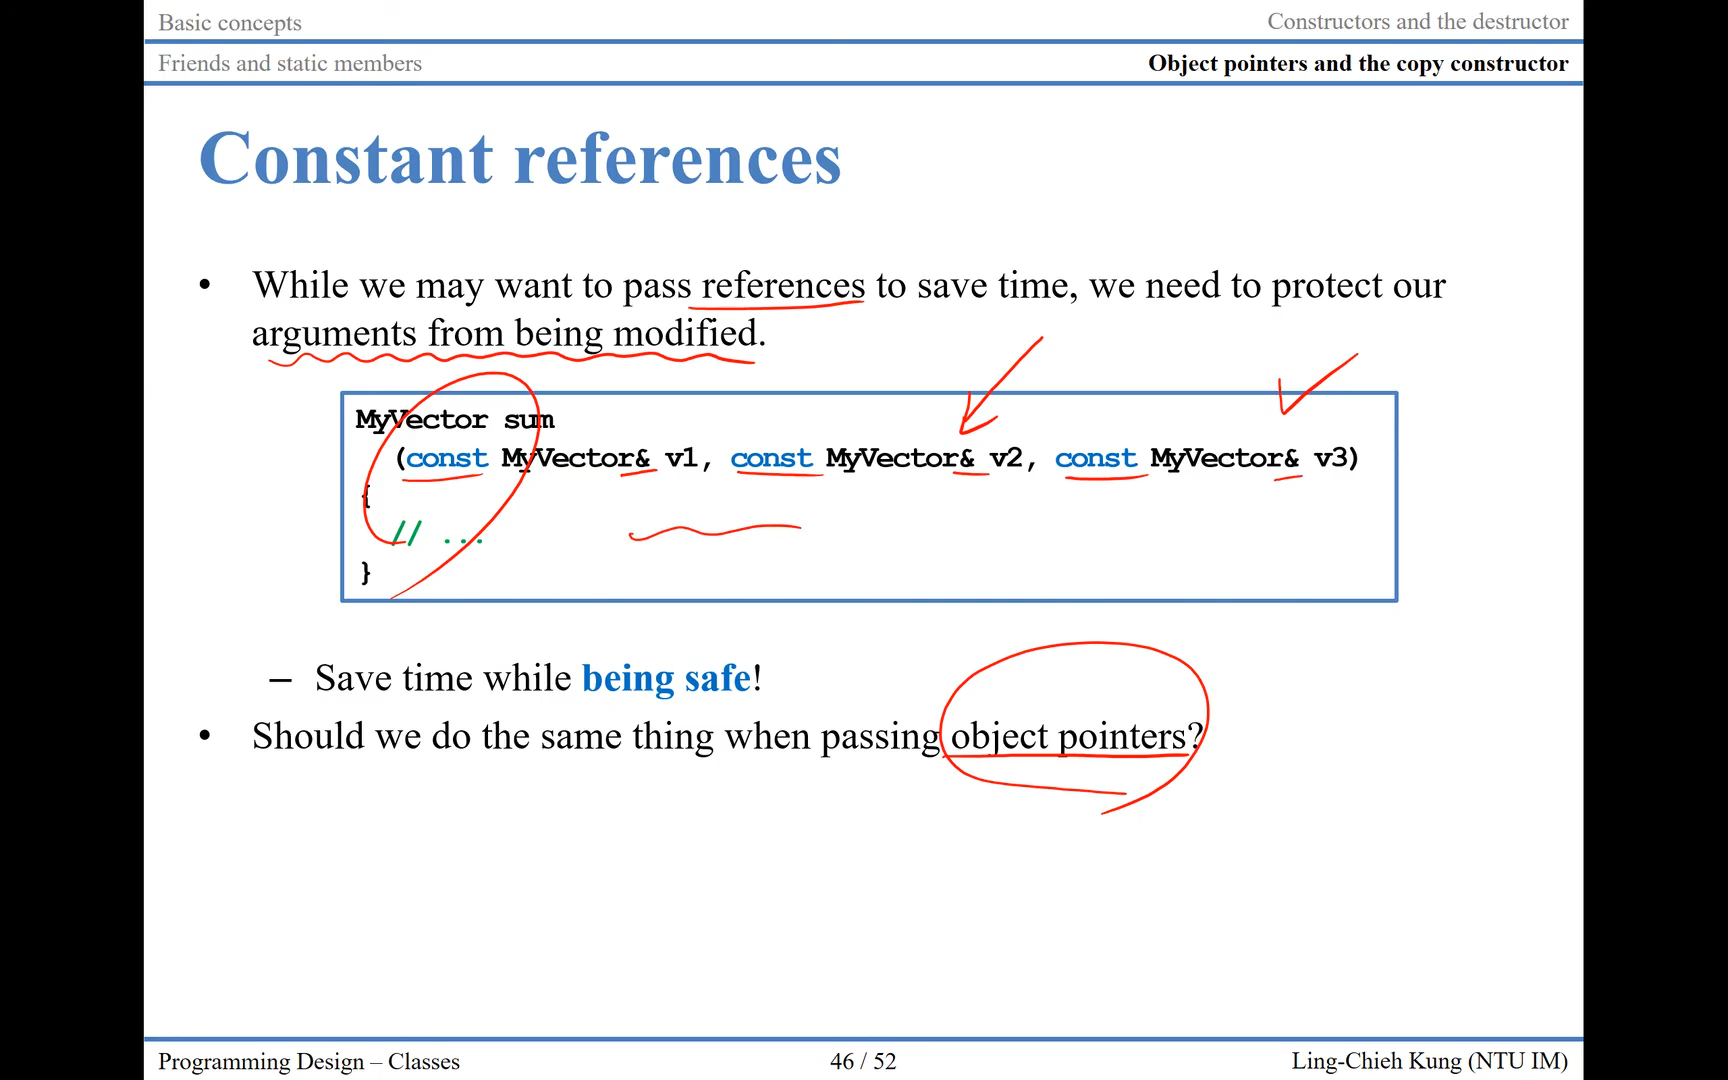 Basic concepts
Constructors and the destructor
Friends and static members
Object pointers and the copy constructor
Constant references
• While we may want to pass references to save time, we need to protect our
arguments from being modified.
MyVector sum
(const MyVector& v1, const MyVector& v2, const MyVector& v3)
{
// ...
}
– Save time while being safe!
• Should we do the same thing when passing object pointers?
Programming Design – Classes
46 / 52
Ling-Chieh Kung (NTU IM)